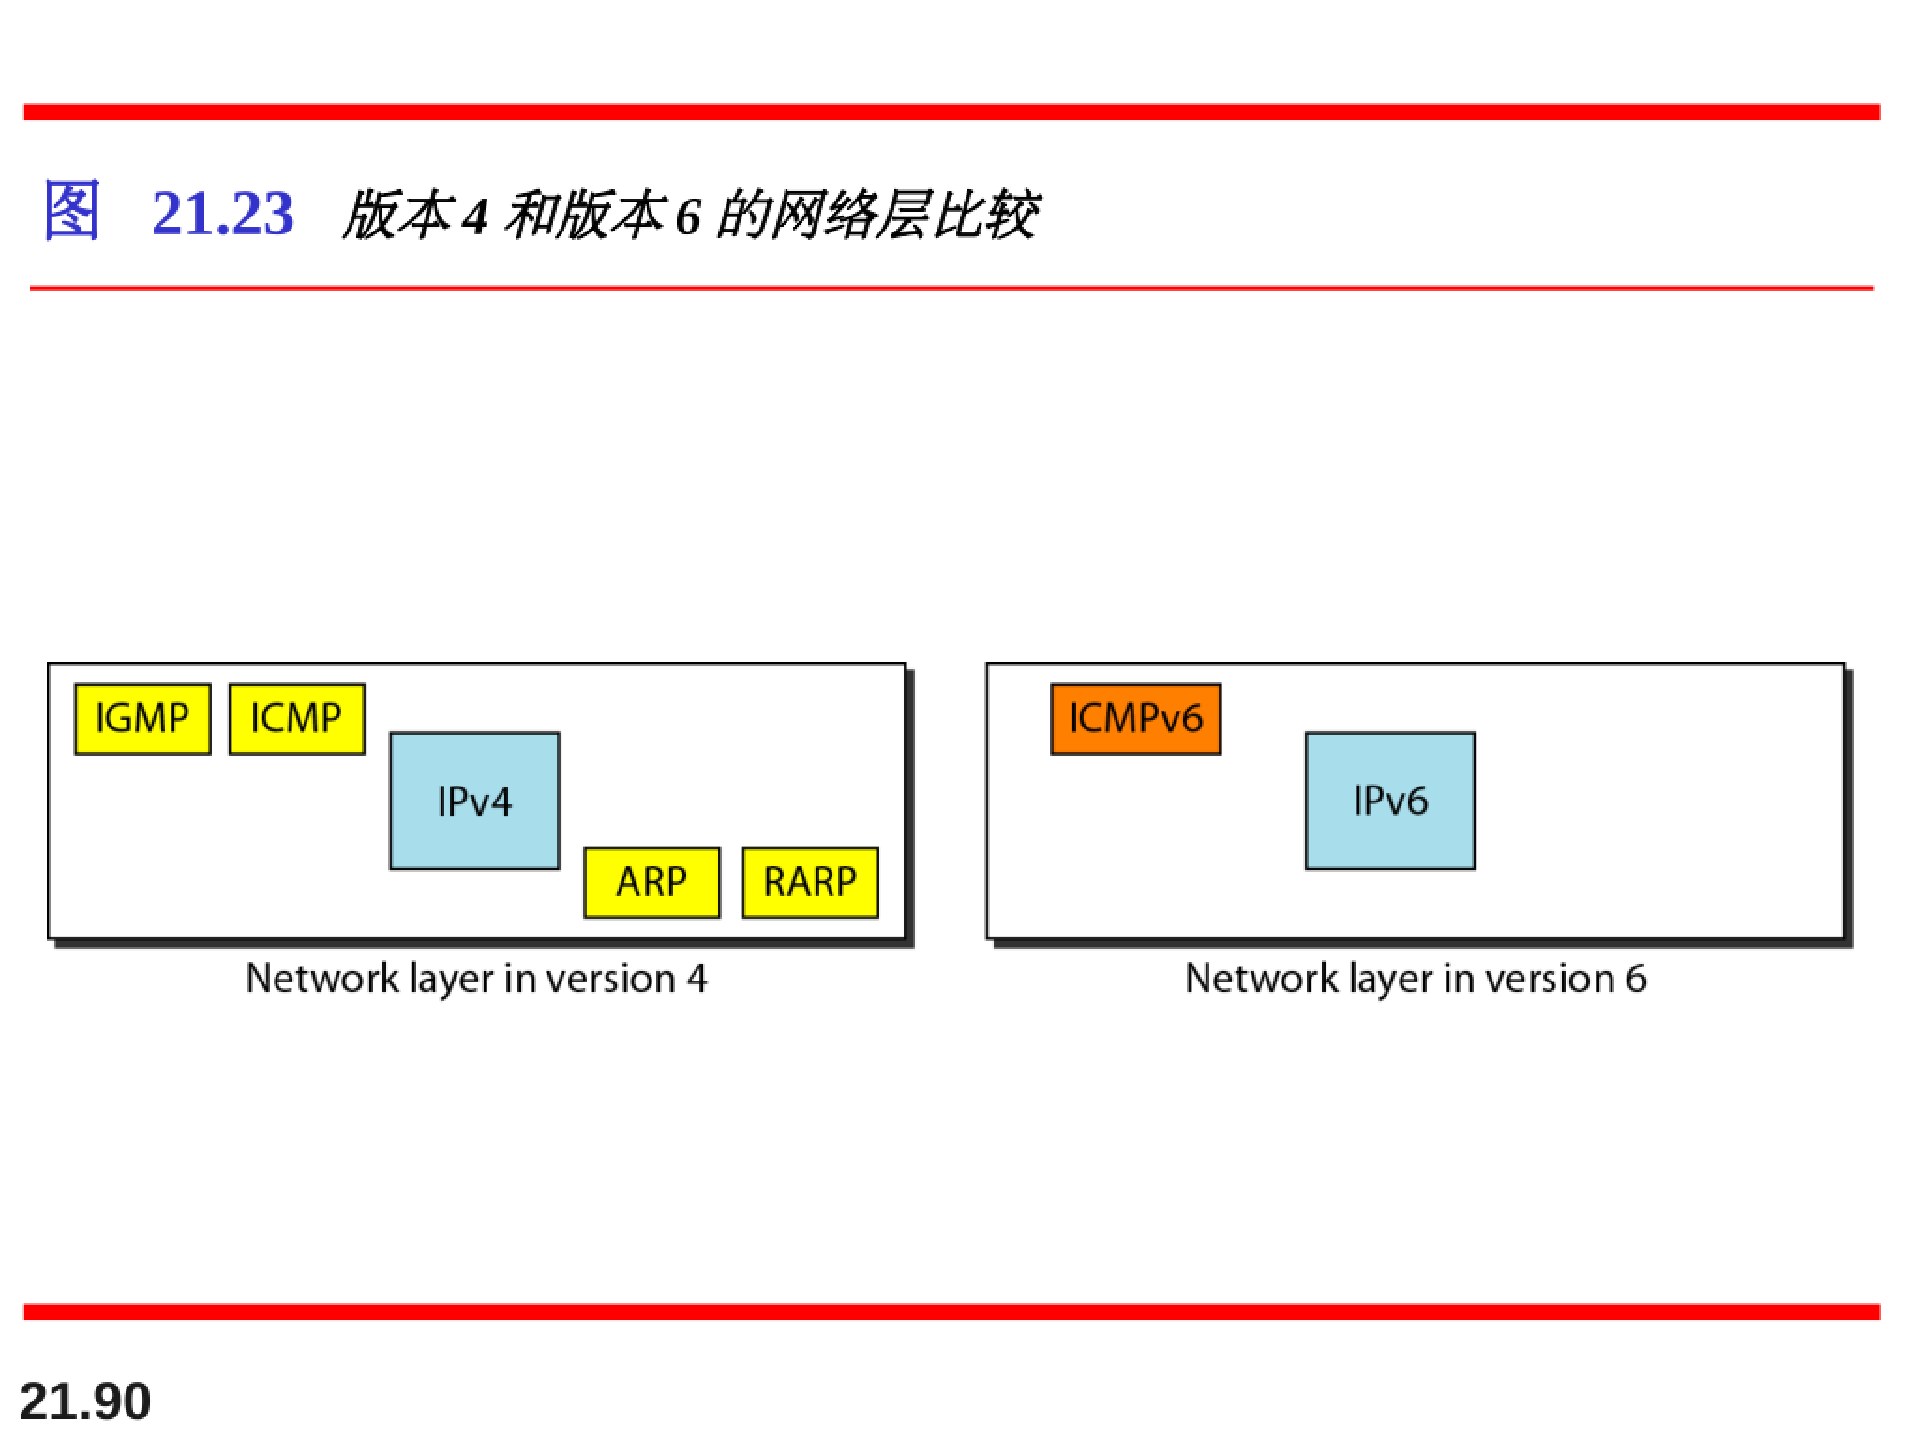 图 21.23 版本4 和版本6 的网络层比较
IGMP ICMP
IPv4
ARP RARP
Network layer in version 4
ICMPv6
IPv6
Network layer in version 6
21.90